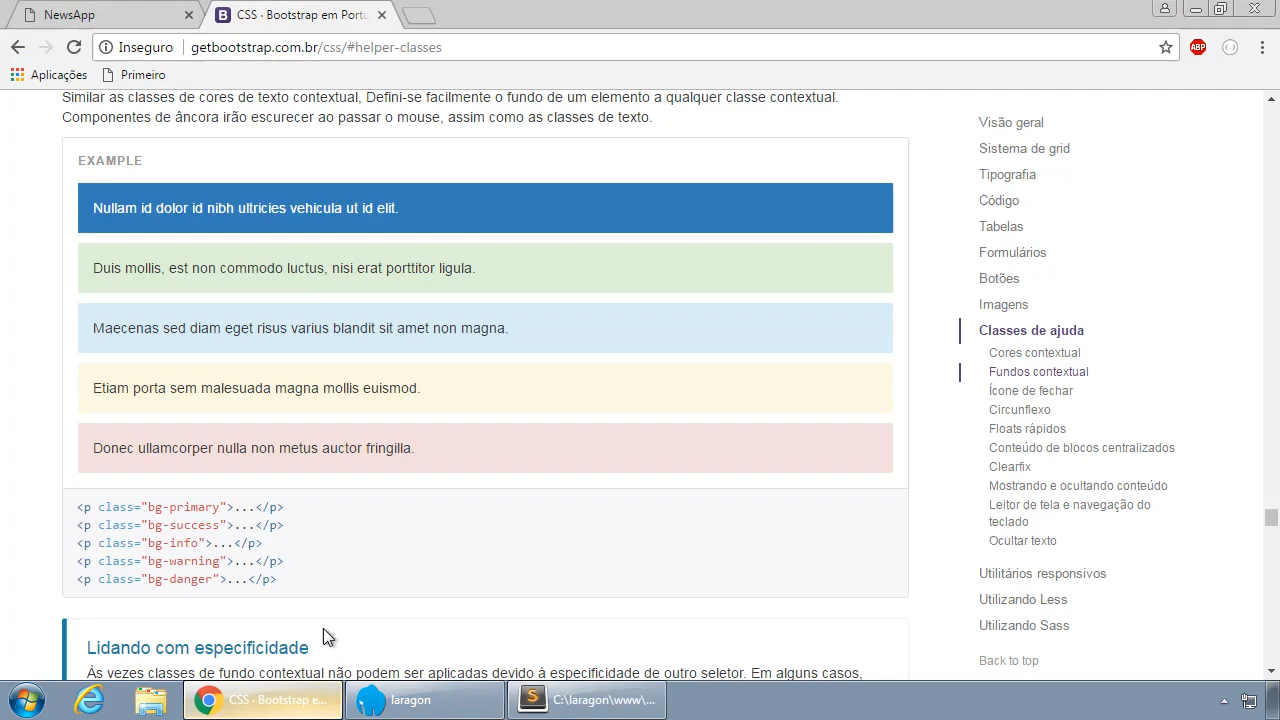 NewsApp
CSS · Bootstrap em Portu
Inseguro
getbootstrap.com.br/css/#helper-classes
ABP
Aplicações
Primeiro
Similar as classes de cores de texto contextual, Defini-se facilmente o fundo de um elemento a qualquer classe contextual.
Componentes de âncora irão escurecer ao passar o mouse, assim como as classes de texto.
EXAMPLE
Nullam id dolor id nibh ultricies vehicula ut id elit.
Duis mollis, est non commodo luctus, nisi erat porttitor ligula.
Maecenas sed diam eget risus varius blandit sit amet non magna.
Etiam porta sem malesuada magna mollis euismod.
Donec ullamcorper nulla non metus auctor fringilla.
<p class="bg-primary">...</p>
<p class="bg-success">...</p>
<p class="bg-info">...</p>
<p class="bg-warning">...</p>
<p class="bg-danger">...</p>
Lidando com especificidade
Às vezes classes de fundo contextual não podem ser aplicadas devido à especificidade de outro seletor. Em alguns casos,
Visão geral
Sistema de grid
Tipografia
Código
Tabelas
Formulários
Botões
Imagens
Classes de ajuda
Cores contextual
Fundos contextual
Ícone de fechar
Circunflexo
Floats rápidos
Conteúdo de blocos centralizados
Clearfix
Mostrando e ocultando conteúdo
Leitor de tela e navegação do
teclado
Ocultar texto
Utilitários responsivos
Utilizando Less
Utilizando Sass
Back to top
CSS · Bootstrap e...
laragon
C:\laragon\www\...